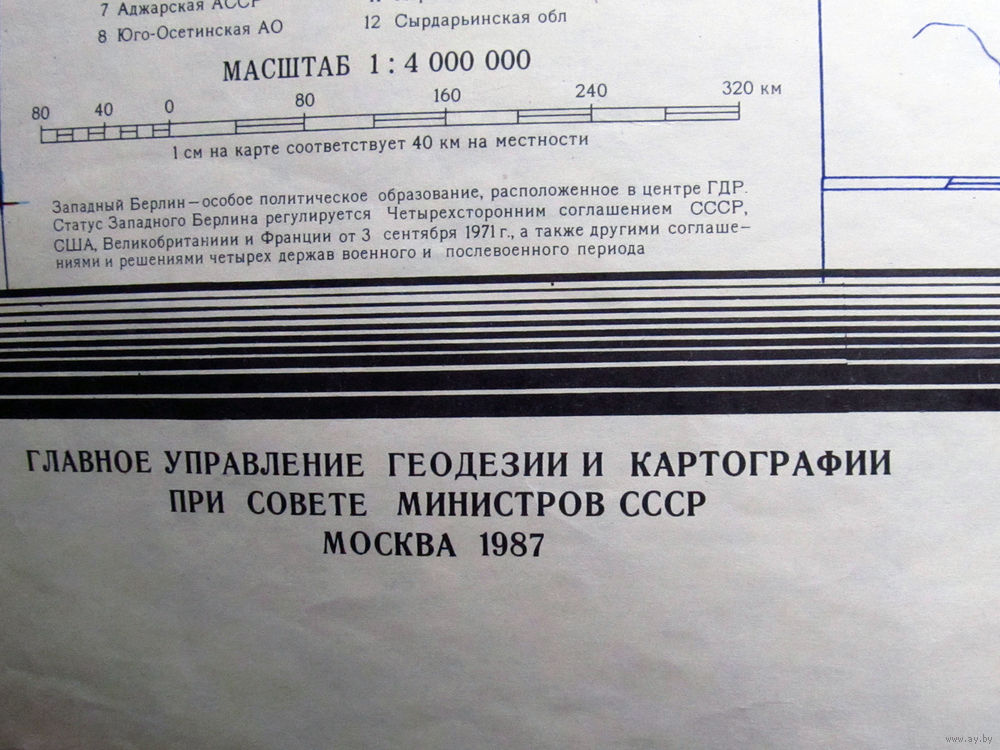 7 Аджарская АССР
8 Юго-Осетинская АО
12 Сырдарьинская обл
МАСШТАБ 1 : 4 000 000
80 40 0 80 160 240 320 км
1 см на карте соответствует 40 км на местности
Западный Берлин—особое политическое образование, расположенное в центре ГДР.
Статус Западного Берлина регулируется Четырехсторонним соглашением СССР,
США, Великобританиии и Франции от 3 сентября 1971 г., а также другими соглаше-
ниями и решениями четырех держав военного и послевоенного периода
ГЛАВНОЕ УПРАВЛЕНИЕ ГЕОДЕЗИИ И КАРТОГРАФИИ
ПРИ СОВЕТЕ МИНИСТРОВ СССР
МОСКВА 1987
www.ay.by